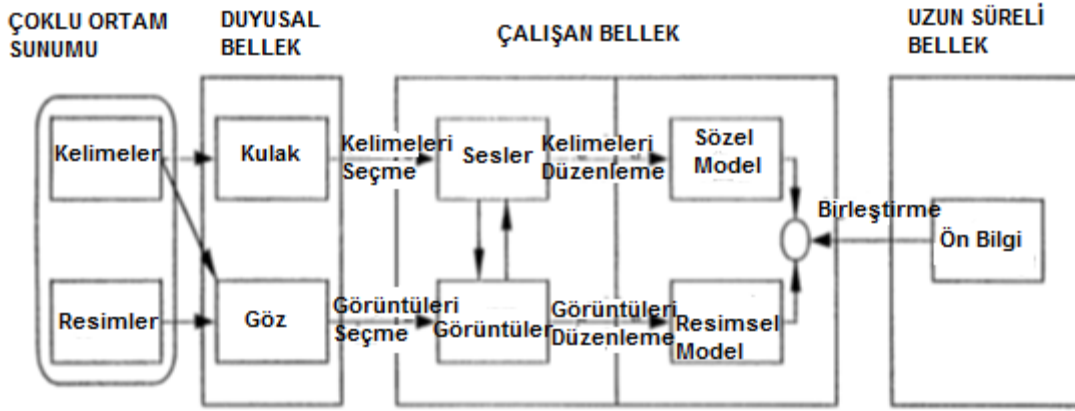 ÇOKLU ORTAM
SUNUMU
DUYUSAL
BELLEK
ÇALIŞAN BELLEK
UZUN SÜRELİ
BELLEK
Kelimeler
Kulak
Kelimeleri
Seçme
Sesler
Kelimeleri
Düzenleme
Sözel
Model
Birleştirme
Ön Bilgi
Resimler
Göz
Görüntüleri
Seçme
Görüntüler
Görüntüleri
Düzenleme
Resimsel
Model